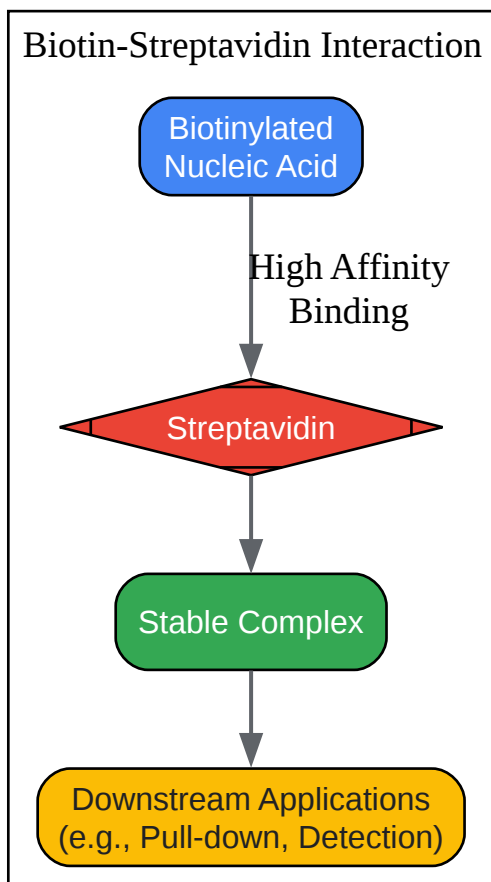 Biotin-Streptavidin Interaction
Biotinylated
Nucleic Acid
High Affinity
Binding
Streptavidin
Stable Complex
Downstream Applications
(e.g., Pull-down, Detection)